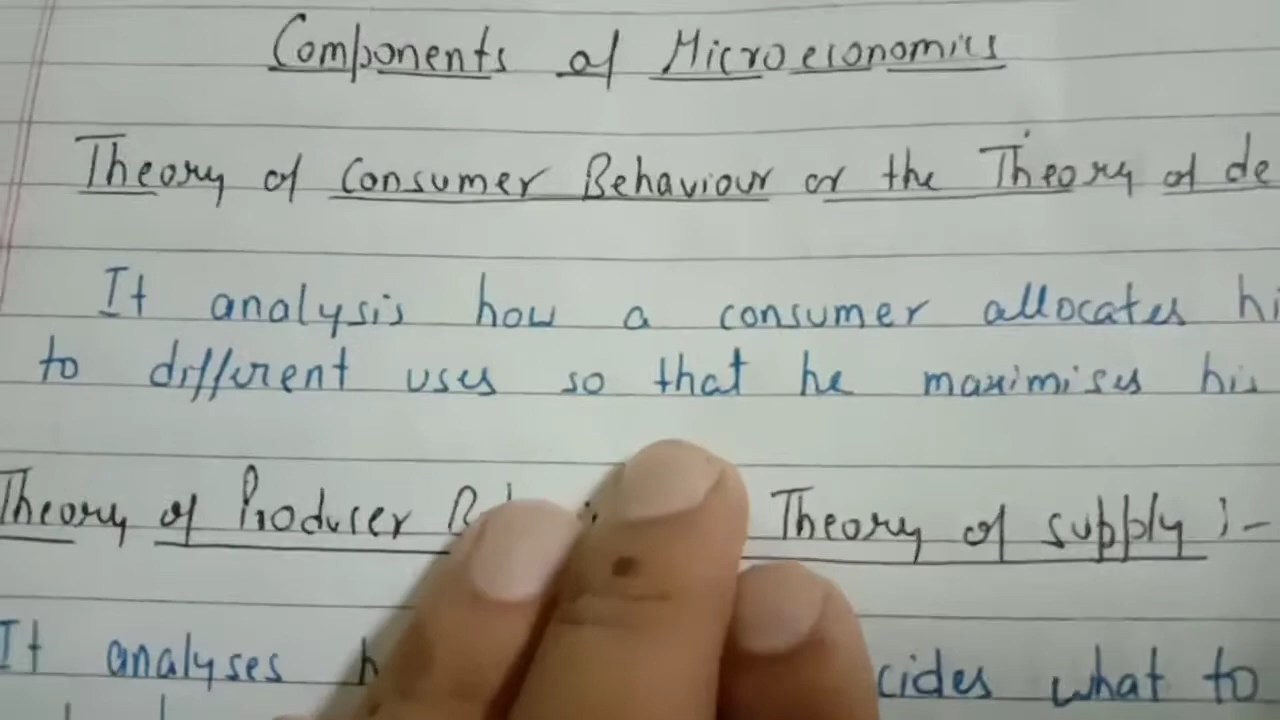 Components of Microeconomics
Theory of Consumer Behaviour or the Theory of de
It analysis how a consumer allocates hi
to different uses so that he maximises his
Theory of Producer Theory of supply :-
It analyses h cides what to